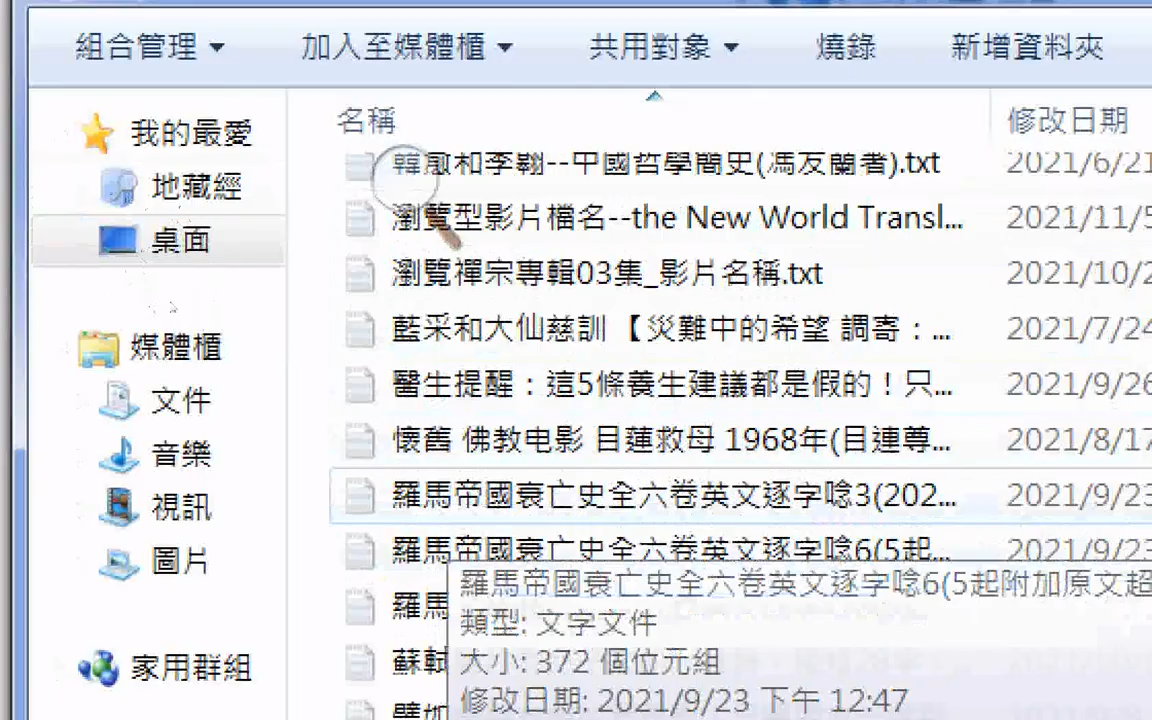 組合管理 加入至媒體櫃 共用對象 燒錄 新增資料夾
名稱 修改日期
我的最愛
地藏經
桌面
媒體櫃
文件
音樂
視訊
圖片
家用群組
韓愈和李翱--中國哲學簡史(馮友蘭著).txt 2021/6/21
瀏覽型影片檔名--the New World Transl... 2021/11/5
瀏覽禪宗專輯03集_影片名稱.txt 2021/10/2
藍采和大仙慈訓 【災難中的希望 調寄：... 2021/7/24
醫生提醒：這5條養生建議都是假的！只... 2021/9/26
懷舊 佛教电影 目蓮救母 1968年(目連尊... 2021/8/17
羅馬帝國衰亡史全六卷英文逐字唸3(202... 2021/9/23
羅馬帝國衰亡史全六卷英文逐字唸6(5起... 2021/9/23
羅馬
蘇軾
譬如
羅馬帝國衰亡史全六卷英文逐字唸6(5起附加原文超
類型: 文字文件
大小: 372 個位元組
修改日期: 2021/9/23 下午 12:47